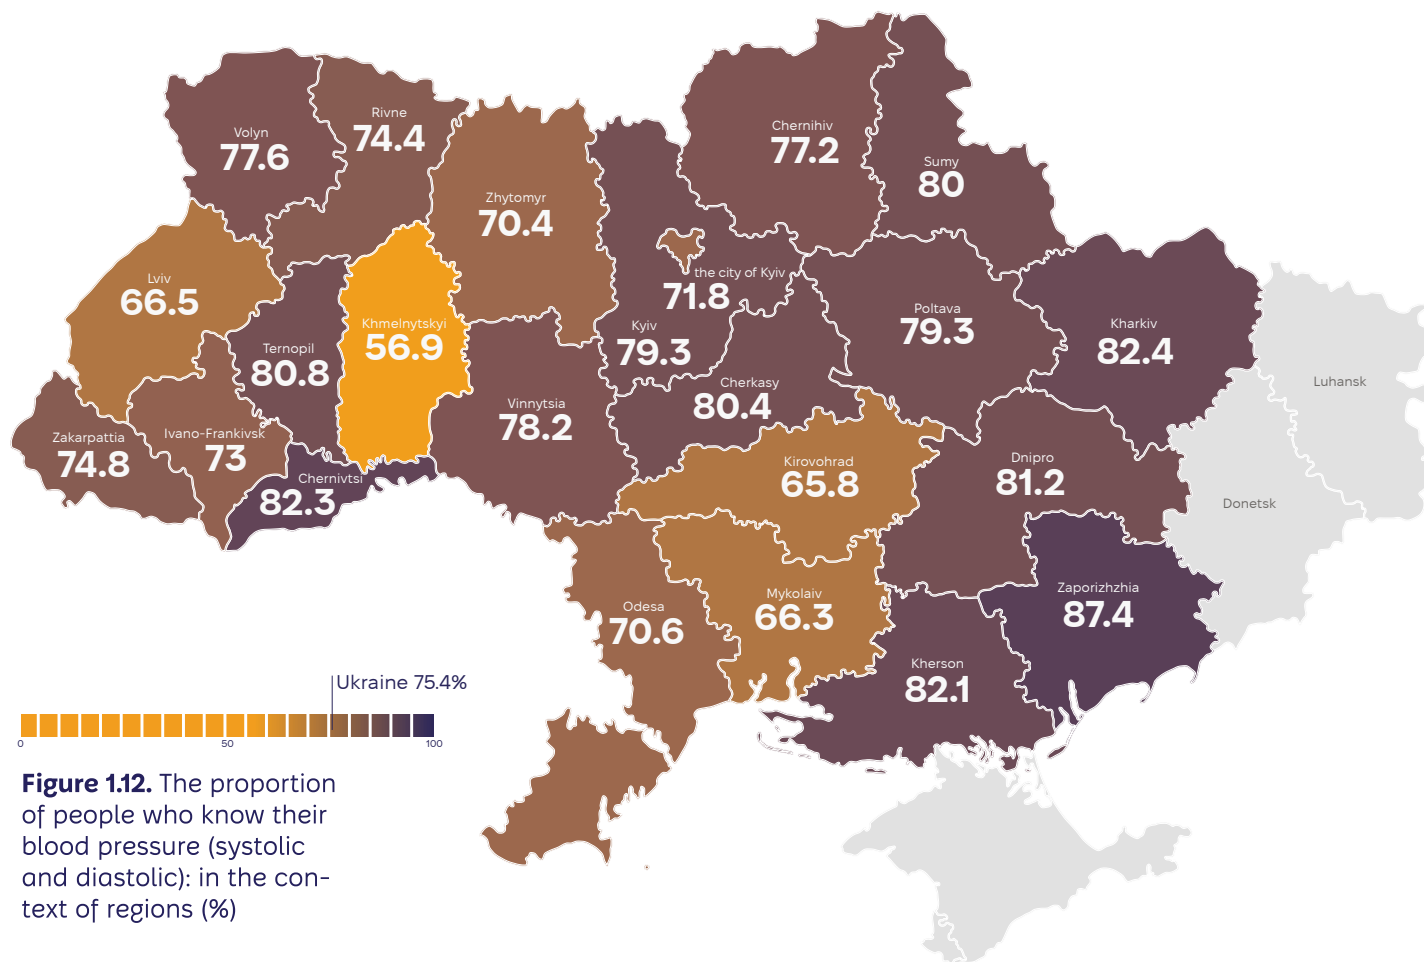 Volyn
77.6
Rivne
74.4
Zhytomyr
70.4
Chernihiv
77.2
Sumy
80
Lviv
66.5
Khmelnytskyi
56.9
Ternopil
80.8
the city of Kyiv
71.8
Kyiv
79.3
Poltava
79.3
Kharkiv
82.4
Luhansk
Zakarpattia
74.8
Ivano-Frankivsk
73
Chernivtsi
82.3
Vinnytsia
78.2
Cherkasy
80.4
Kirovohrad
65.8
Dnipro
81.2
Donetsk
Odesa
70.6
Mykolaiv
66.3
Kherson
82.1
Zaporizhzhia
87.4
Ukraine 75.4%
0 50 100
Figure 1.12. The proportion
of people who know their
blood pressure (systolic
and diastolic): in the con-
text of regions (%)